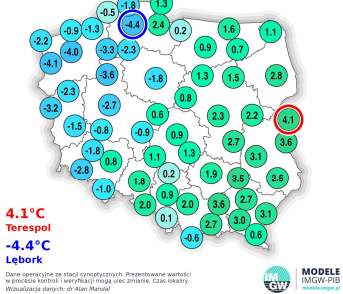 -1.8 1.3
-0.5
-4.4 2.4
-0.9 -1.3 0.2 1.6 1.1
-2.2
-4.1 -4.0 -3.3 -2.3 0.9 0.7
-3.6 -1.8 1.3 1.5 2.8
-2.3
-3.2 -2.7 0.8
0.6 2.3 2.2 4.1
-1.5 -0.8 -0.9 0.9
2.7 3.6
-1.8 0.8 1.1 1.3 3.1
-2.8 1.8 0.2 1.9 3.5 2.6
-1.0 0.9
2.0 2.0 3.6 2.7
0.1 3.0 3.1
2.7
-0.6 0.6
4.1°C
Terespol
-4.4°C
Lębork
Dane operacyjne ze stacji synoptycznych. Prezentowane wartości
w procesie kontroli i weryfikacji mogą ulec zmianie. Czas lokalny.
Wizualizacja danych: dr Alan Mandal
IM
GW
MODELE
IMGW-PIB
modele.imgw.pl